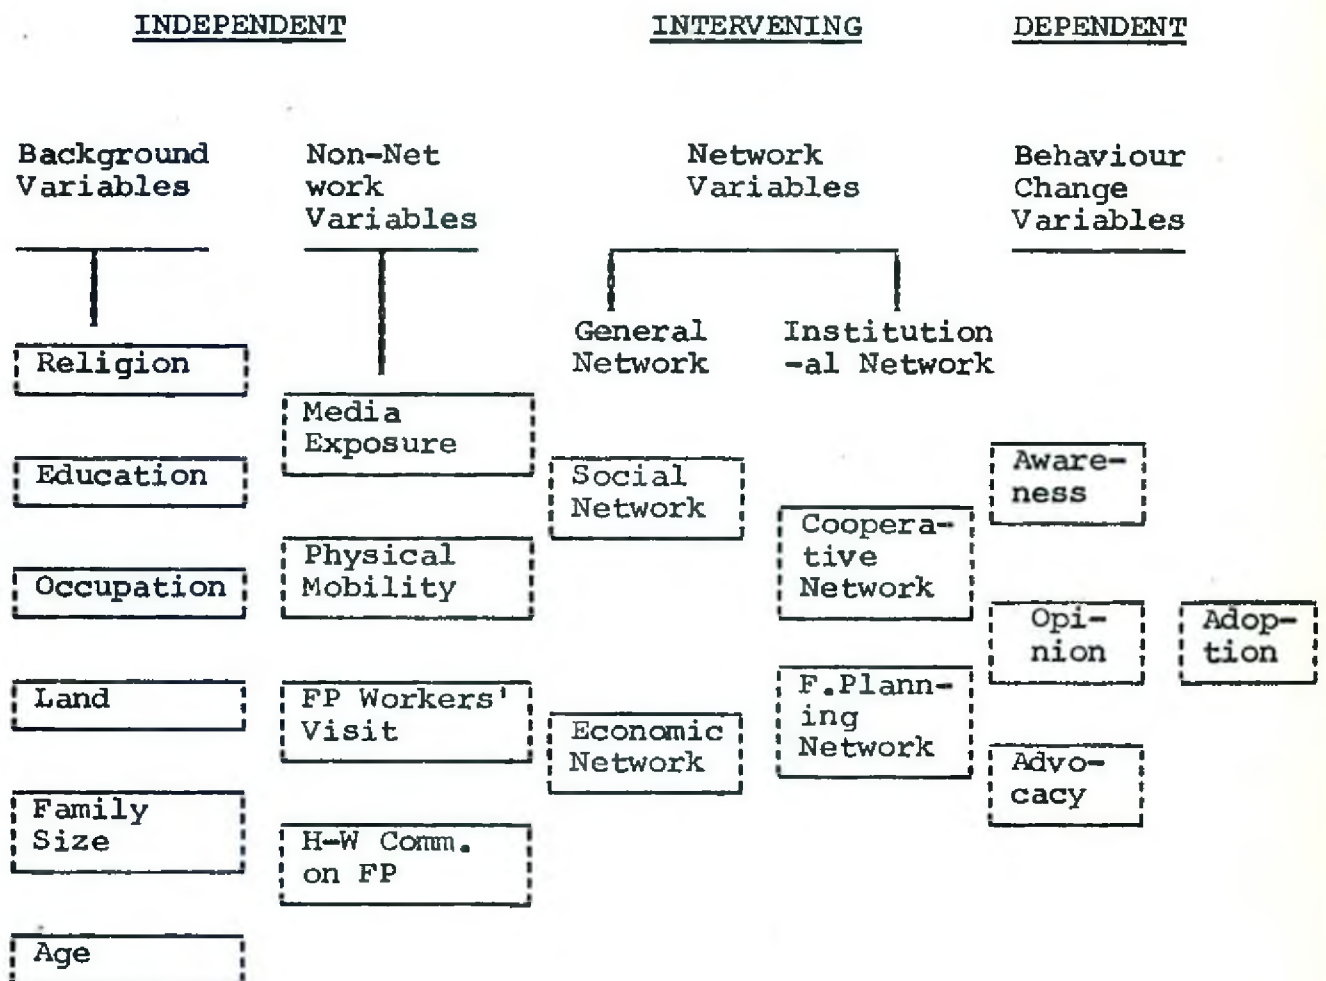 INDEPENDENT
INTERVENING
DEPENDENT
Background
Variables
Non-Net
work
Variables
Network
Variables
Behaviour
Change
Variables
General
Network
Institution
-al Network
Religion
Education
Occupation
Land
Family
Size
Age
Media
Exposure
Physical
Mobility
FP Workers'
Visit
H-W Comm.
on FP
Social
Network
Economic
Network
Coopera-
tive
Network
F.Plann-
ing
Network
Aware-
ness
Opi-
nion
Advo-
cacy
Adop-
tion